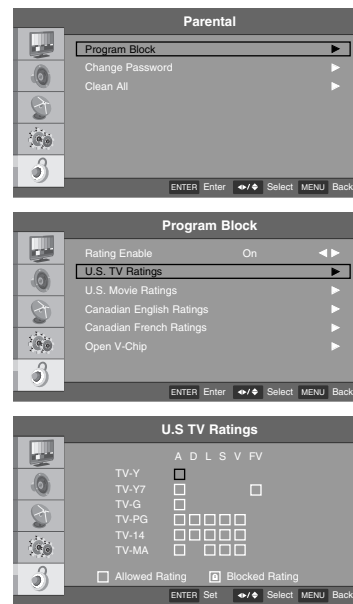 Parental
Program Block
Change Password
Clean All
ENTER Enter Select MENU Back
Program Block
Rating Enable On
U.S. TV Ratings
U.S. Movie Ratings
Canadian English Ratings
Canadian French Ratings
Open V-Chip
ENTER Enter Select MENU Back
U.S TV Ratings
A D L S V FV
TV-Y
TV-Y7
TV-G
TV-PG
TV-14
TV-MA
Allowed Rating Blocked Rating
ENTER Set Select MENU Back